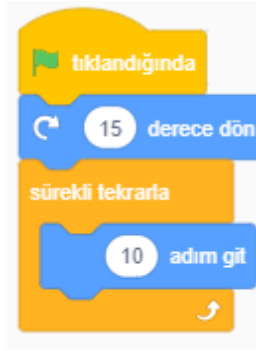 tıklandığında
15 derece dön
sürekli tekrarla
10 adım git